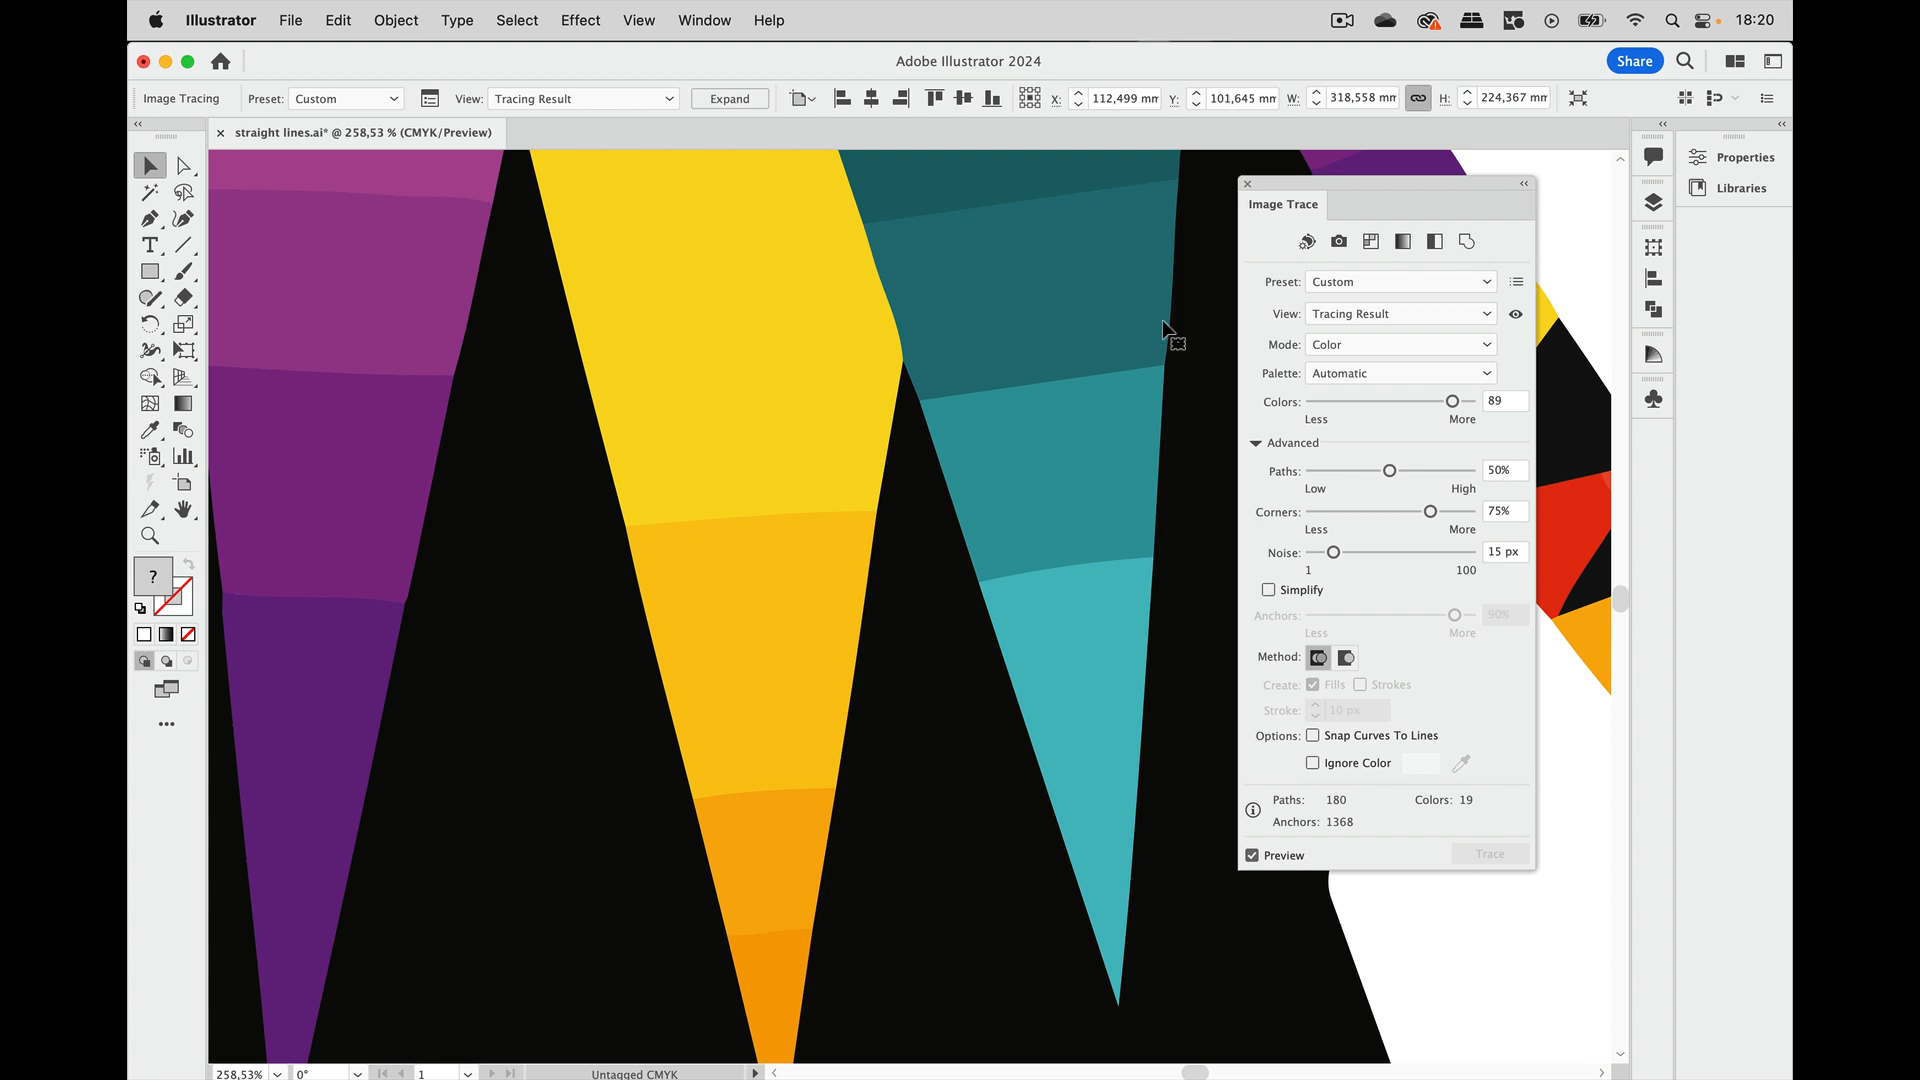 Illustrator File Edit Object Type Select Effect View Window Help 18:20
Adobe Illustrator 2024 Share
Image Tracing Preset: Custom View: Tracing Result Expand X: 112,499 mm Y: 101,645 mm W: 318,558 mm H: 224,367 mm
straight lines.ai* @ 258,53 % (CMYK/Preview)
Properties
Libraries
Image Trace
Preset: Custom
View: Tracing Result
Mode: Color
Palette: Automatic
Colors: 89
Less More
Advanced
Paths: 50%
Low High
Corners: 75%
Less More
Noise: 15 px
1 100
Simplify
Anchors: 90%
Less More
Method:
Create: Fills Strokes
Stroke: 10 px
Options: Snap Curves To Lines
Ignore Color
Paths: 180 Colors: 19
Anchors: 1368
Preview Trace
?
258,53% 0° 1 Untagged CMYK